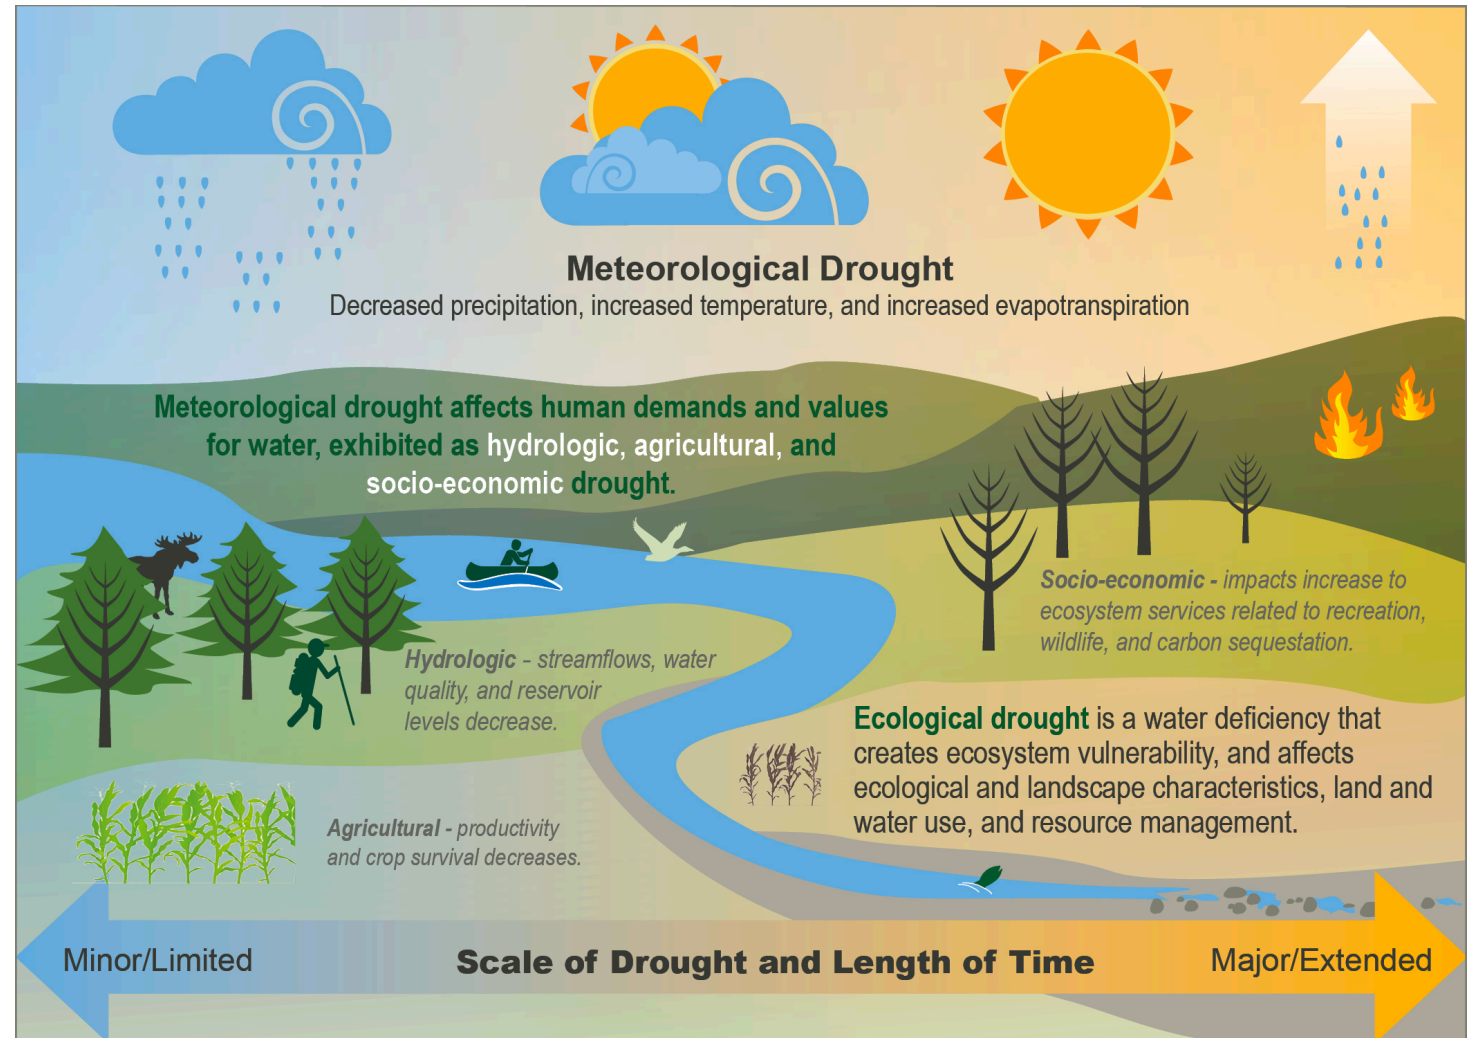 Meteorological Drought
Decreased precipitation, increased temperature, and increased evapotranspiration
Meteorological drought affects human demands and values
for water, exhibited as hydrologic, agricultural, and
socio-economic drought.
Socio-economic - impacts increase to
ecosystem services related to recreation,
wildlife, and carbon sequestation.
Hydrologic - streamflows, water
quality, and reservoir
levels decrease.
Ecological drought is a water deficiency that
creates ecosystem vulnerability, and affects
ecological and landscape characteristics, land and
water use, and resource management.
Agricultural - productivity
and crop survival decreases.
Minor/Limited
Scale of Drought and Length of Time
Major/Extended